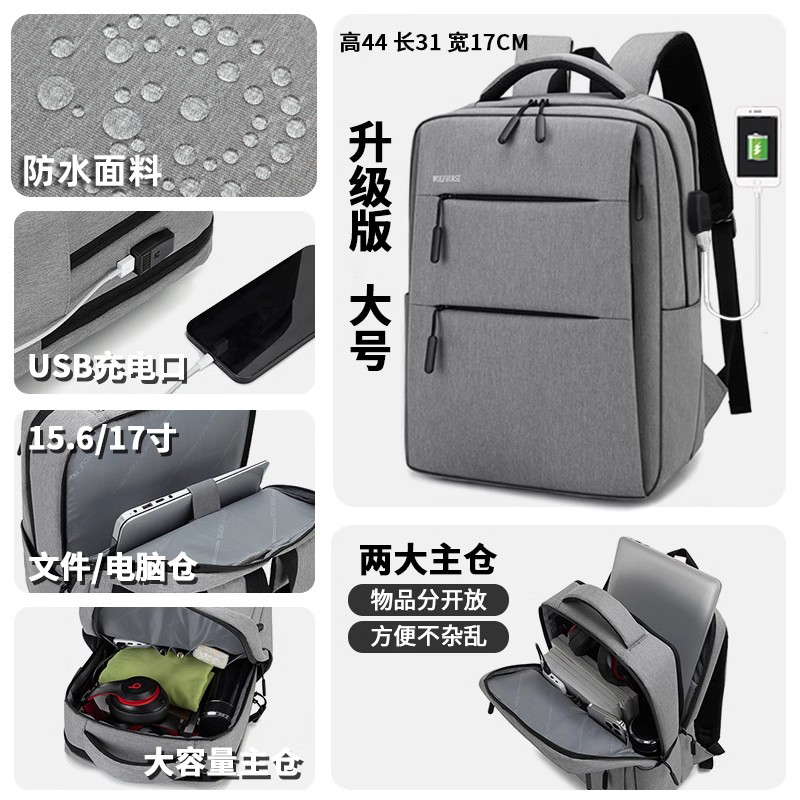 防水面料
USB充电口
15.6/17寸
文件/电脑仓
大容量主仓
高44 长31 宽17CM
升级版 大号
两大主仓
物品分开放
方便不杂乱